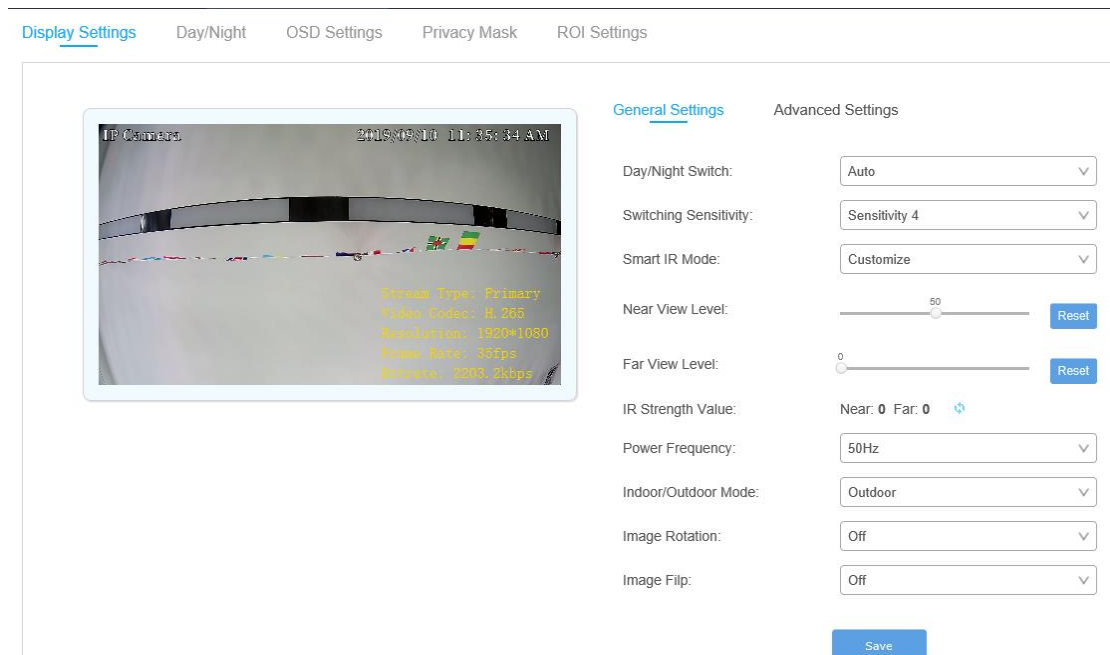 Display Settings Day/Night OSD Settings Privacy Mask ROI Settings
General Settings Advanced Settings
IP Camera 2019/09/10 11:35:34 AM
Stream Type: Primary
Video Codec: H.265
Resolution: 1920*1080
Frame Rate: 35fps
Bitrate: 2203.2kbps
Day/Night Switch: Auto
Switching Sensitivity: Sensitivity 4
Smart IR Mode: Customize
Near View Level: 50 Reset
Far View Level: 0 Reset
IR Strength Value: Near: 0 Far: 0
Power Frequency: 50Hz
Indoor/Outdoor Mode: Outdoor
Image Rotation: Off
Image Filp: Off
Save